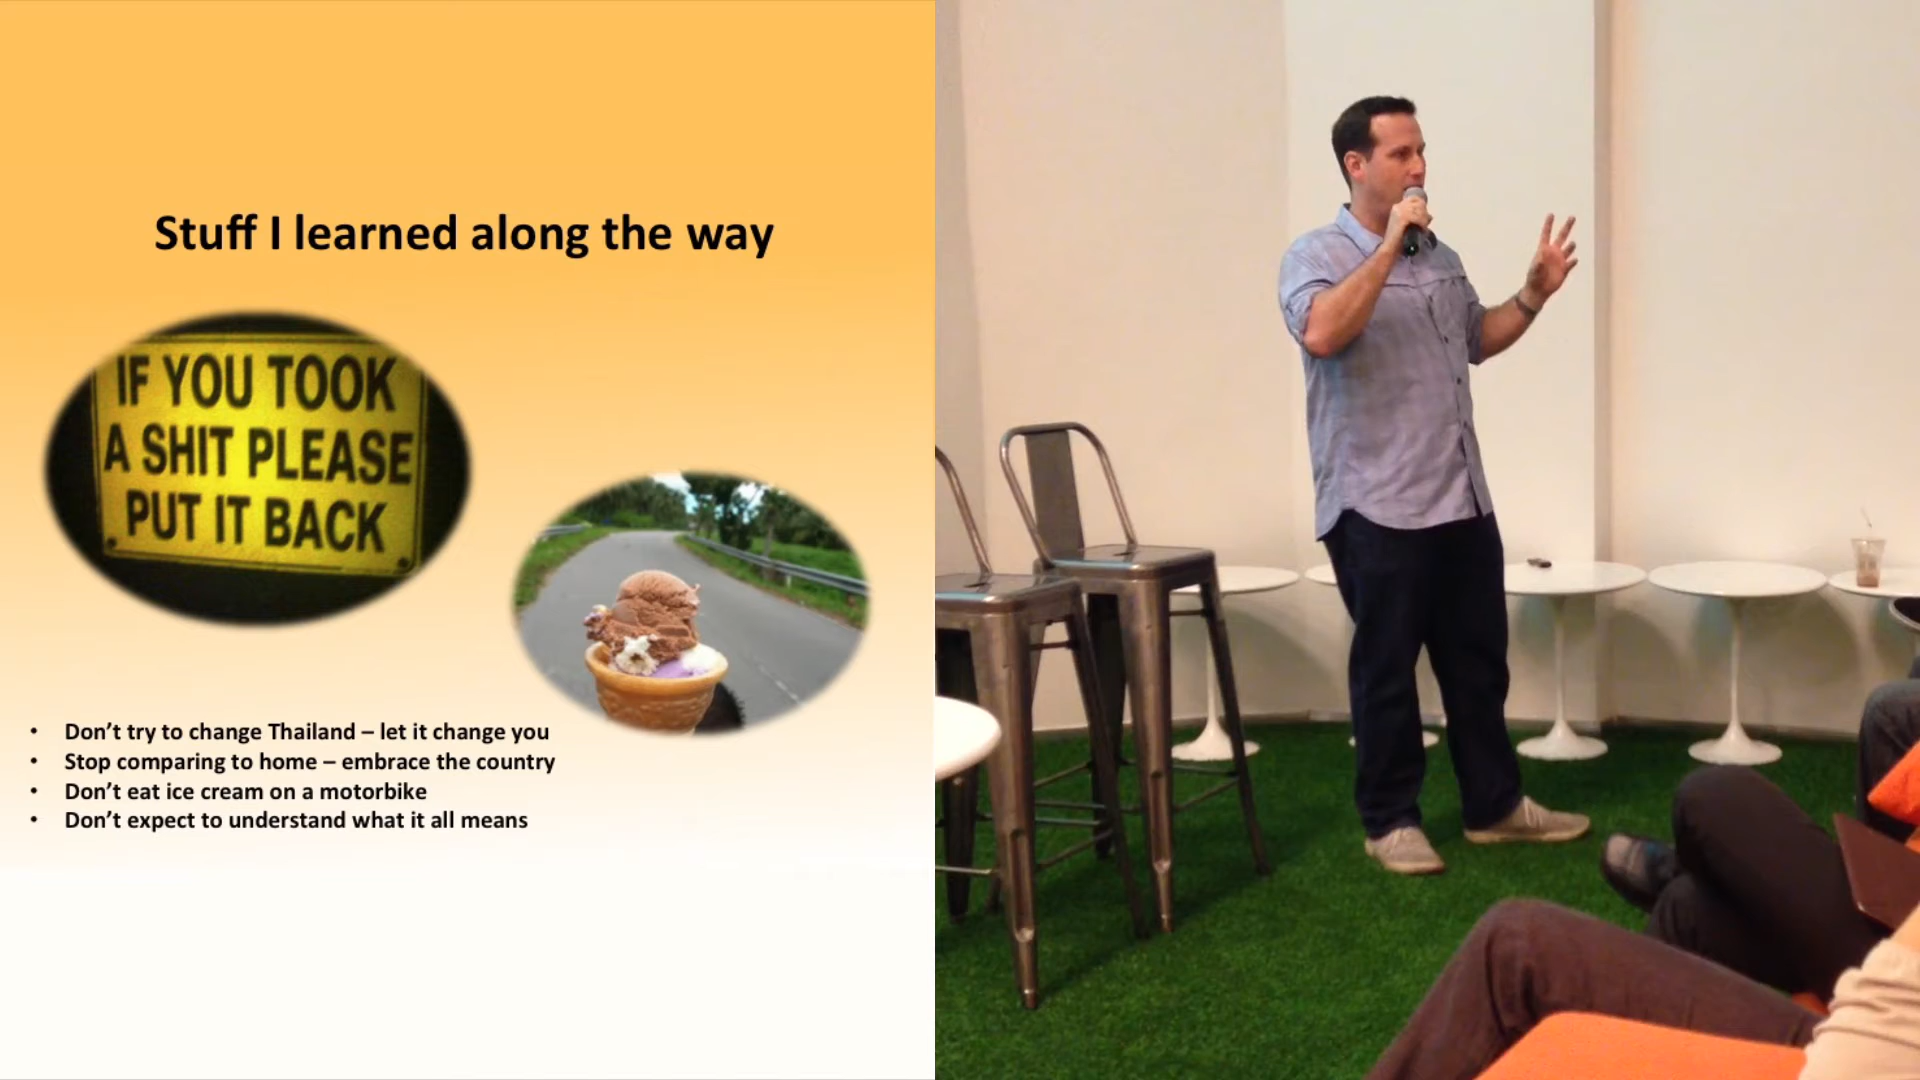 Stuff I learned along the way
IF YOU TOOK
A SHIT PLEASE
PUT IT BACK
• Don’t try to change Thailand – let it change you
• Stop comparing to home – embrace the country
• Don’t eat ice cream on a motorbike
• Don’t expect to understand what it all means